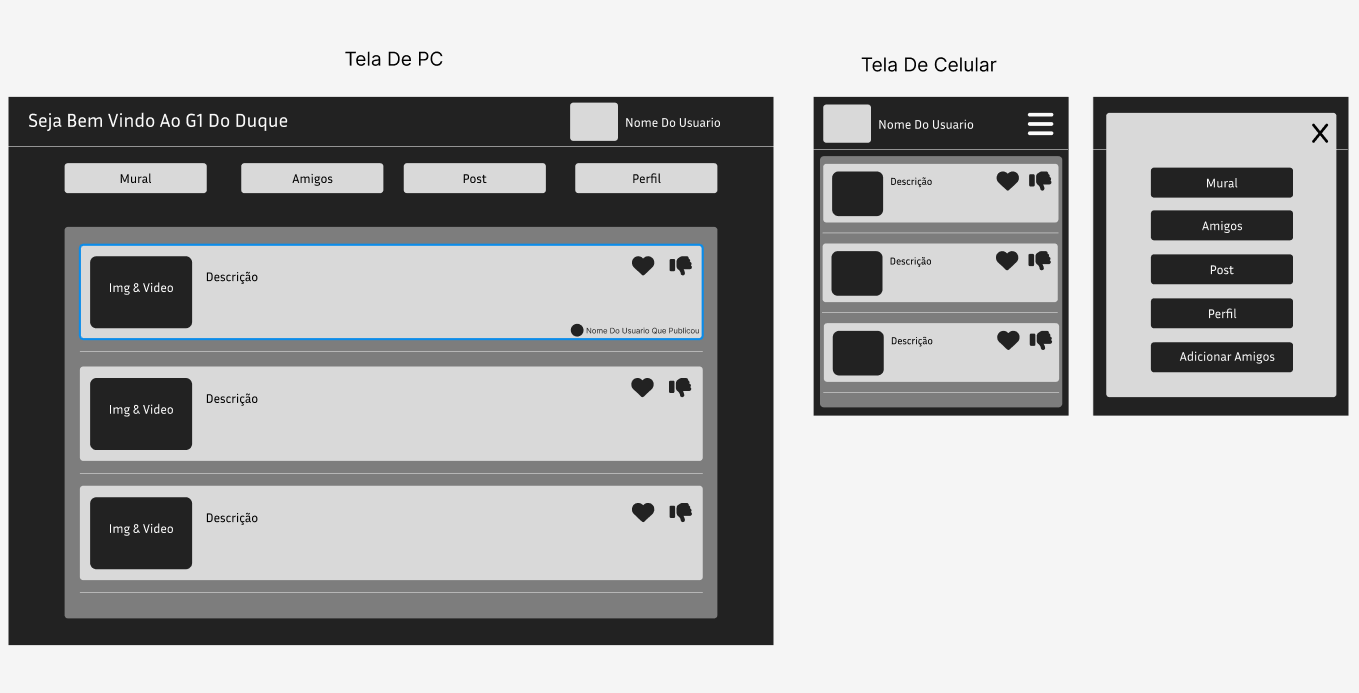 Tela De PC
Seja Bem Vindo Ao G1 Do Duque
Nome Do Usuario
Mural
Amigos
Post
Perfil
Img & Video
Descrição
Nome Do Usuario Que Publicou
Img & Video
Descrição
Img & Video
Descrição
Tela De Celular
Nome Do Usuario
Descrição
Descrição
Descrição
X
Mural
Amigos
Post
Perfil
Adicionar Amigos